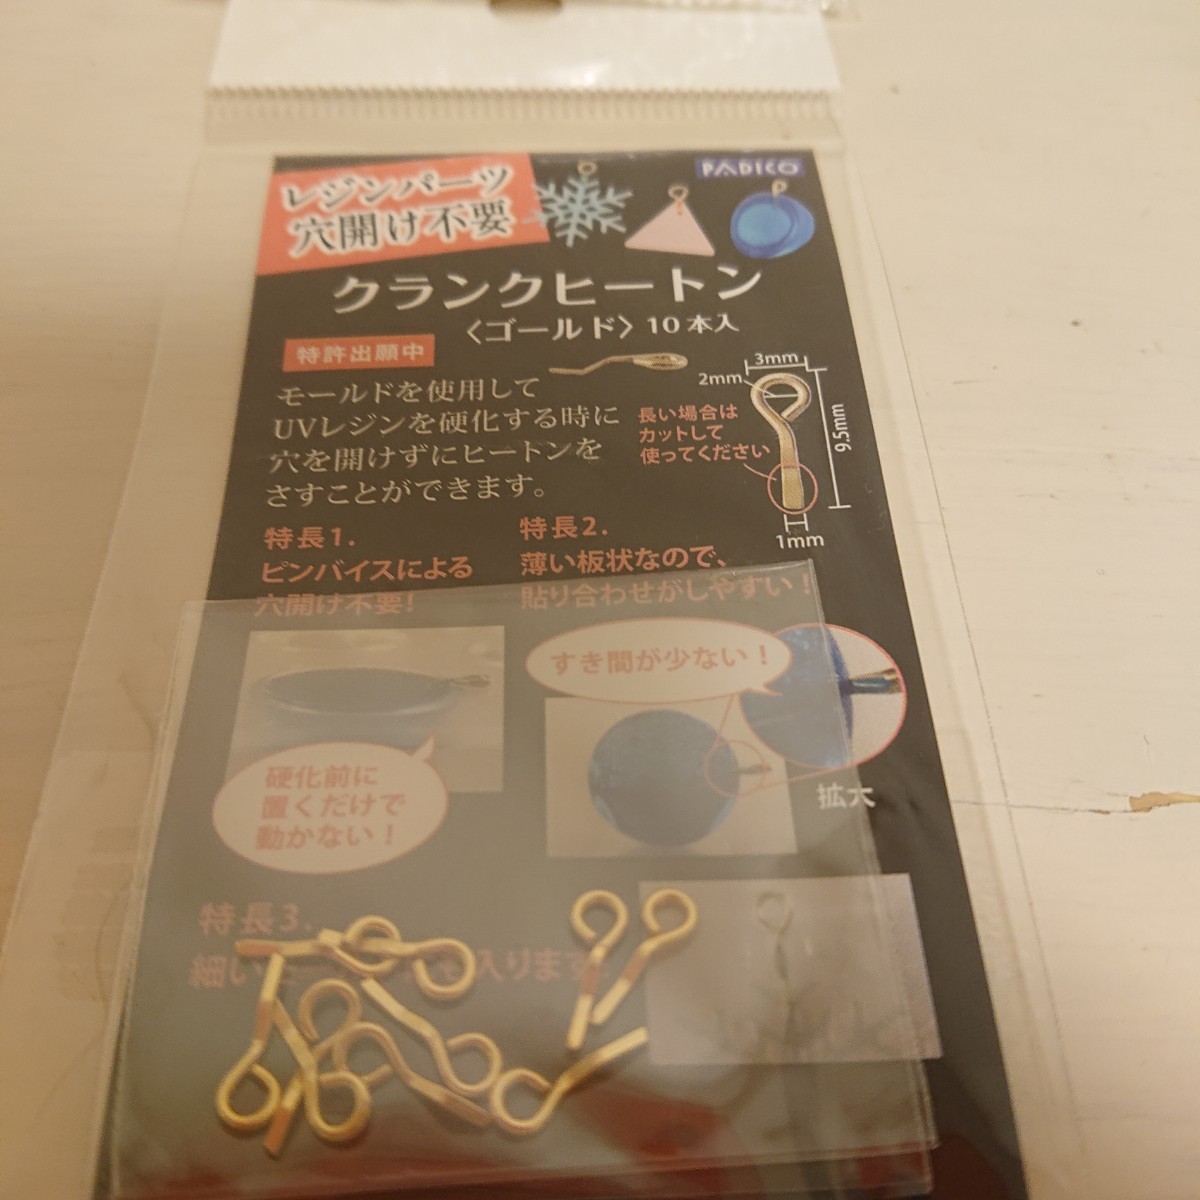 PADICO
レジンパーツ
穴開け不要
クランクヒートン
〈ゴールド〉10本入
特許出願中
モールドを使用して
UVレジンを硬化する時に
穴を開けずにヒートンを
さすことができます。
3mm
2mm
9.5mm
長い場合は
カットして
使ってください
1mm
特長1.
ピンバイスによる
穴開け不要!
特長2.
薄い板状なので、
貼り合わせがしやすい!
すき間が少ない!
硬化前に
置くだけで
動かない!
拡大
特長3.
細い
入ります